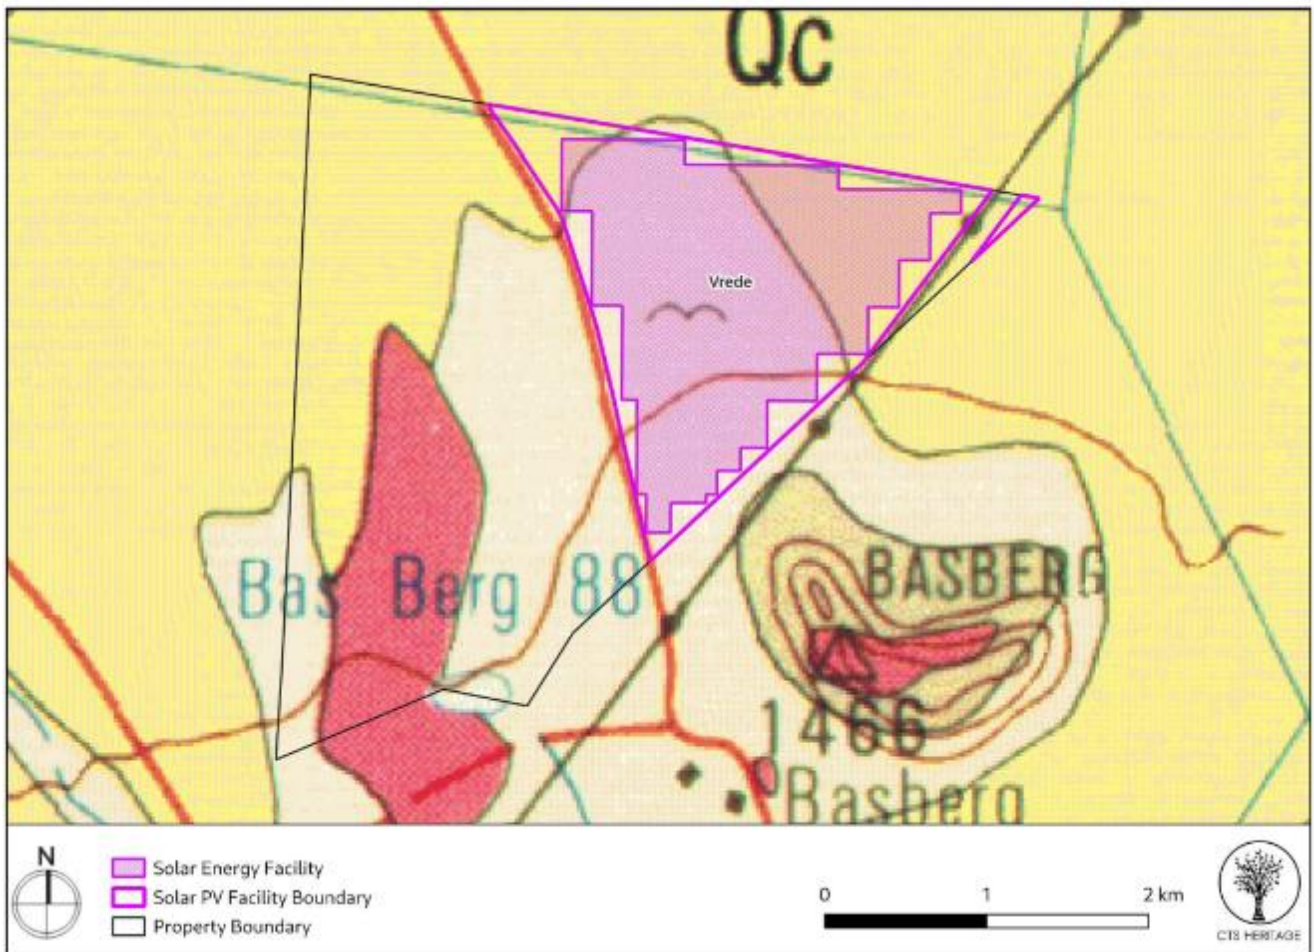 Qc
Vrede
Bas Berg 88
BASBERG
1466
Basberg
N
Solar Energy Facility
Solar PV Facility Boundary
Property Boundary
0 1 2 km
CTS HERITAGE